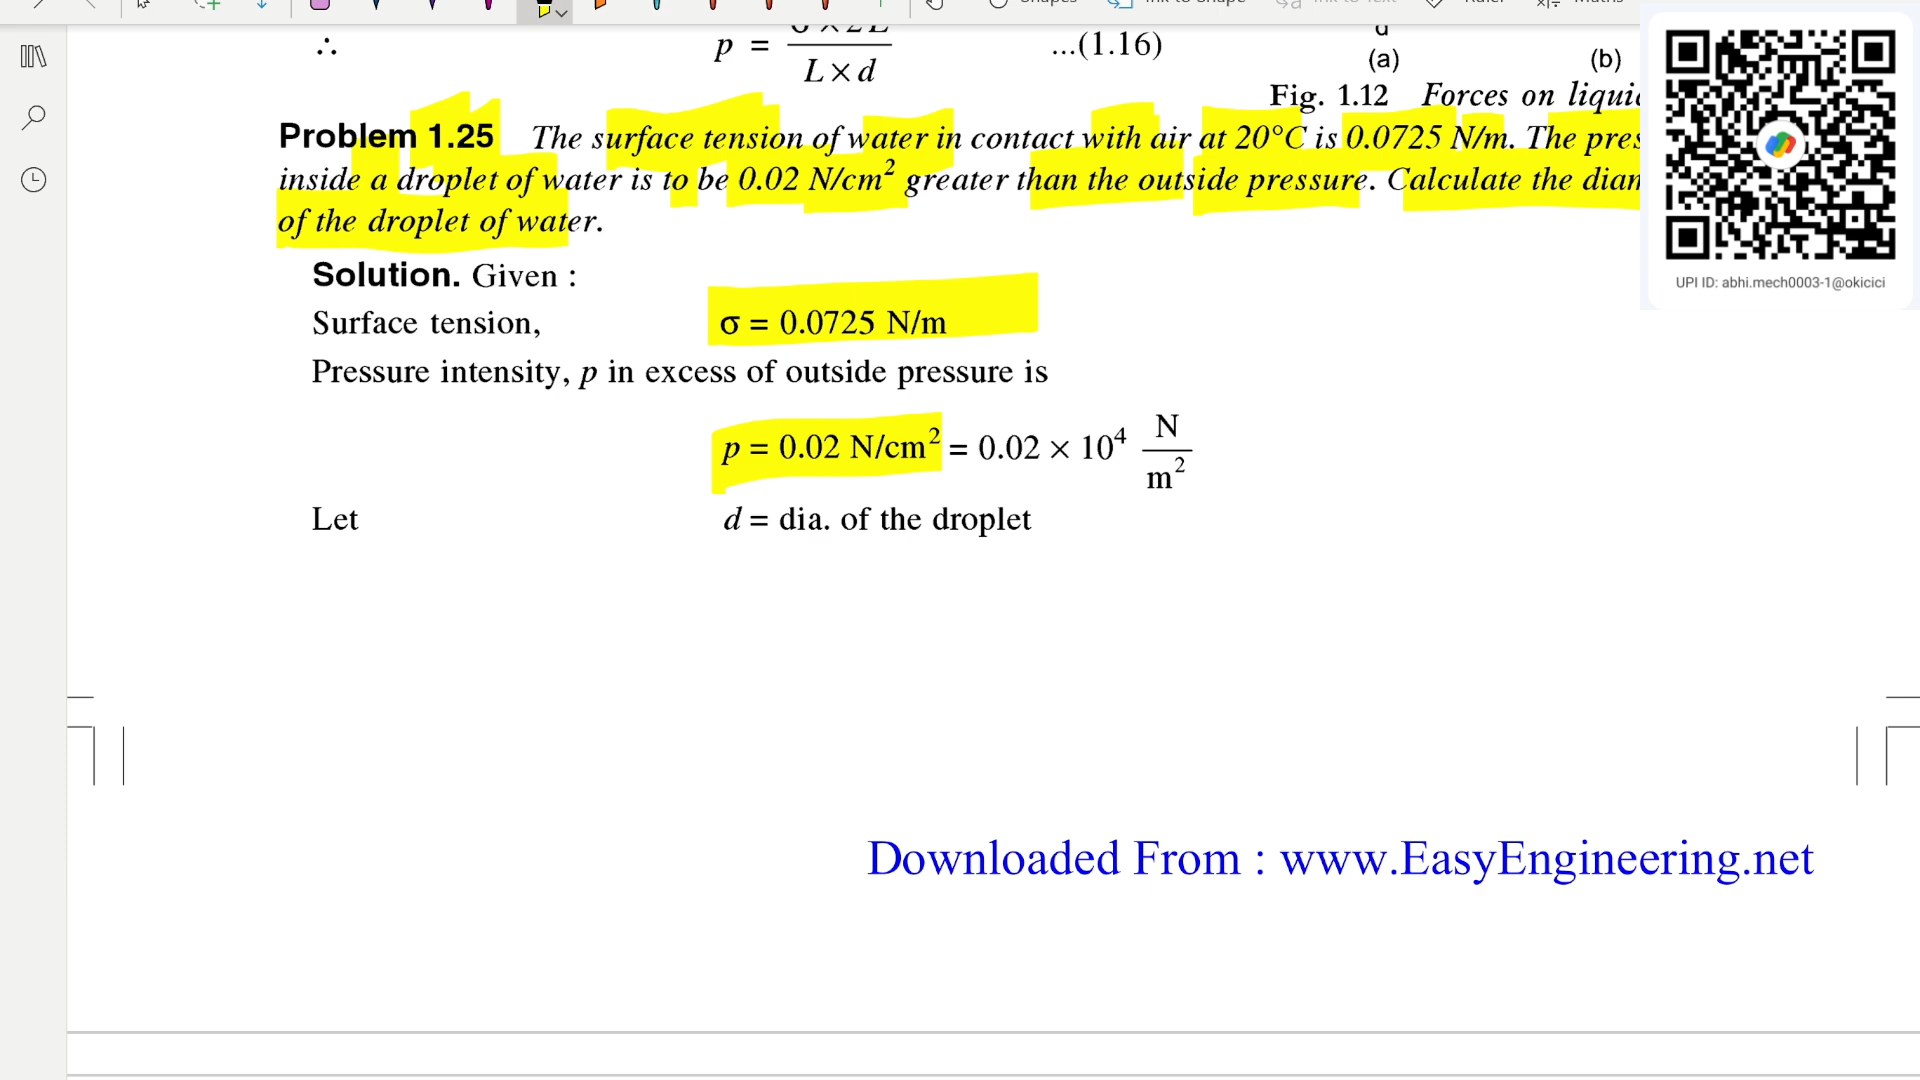 ∴ p = σ × 2L / L × d ...(1.16)
d
(a) (b)
Fig. 1.12 Forces on
Problem 1.25 The surface tension of water in contact with air at 20°C is 0.0725 N/m. The
inside a droplet of water is to be 0.02 N/cm² greater than the outside pressure. Calculate the
of the droplet of water.
Solution. Given :
Surface tension, σ = 0.0725 N/m
Pressure intensity, p in excess of outside pressure is
p = 0.02 N/cm² = 0.02 × 10⁴ N/m²
Let d = dia. of the droplet
UPI ID: abhi.mech0003-1@okicici
Downloaded From : www.EasyEngineering.net